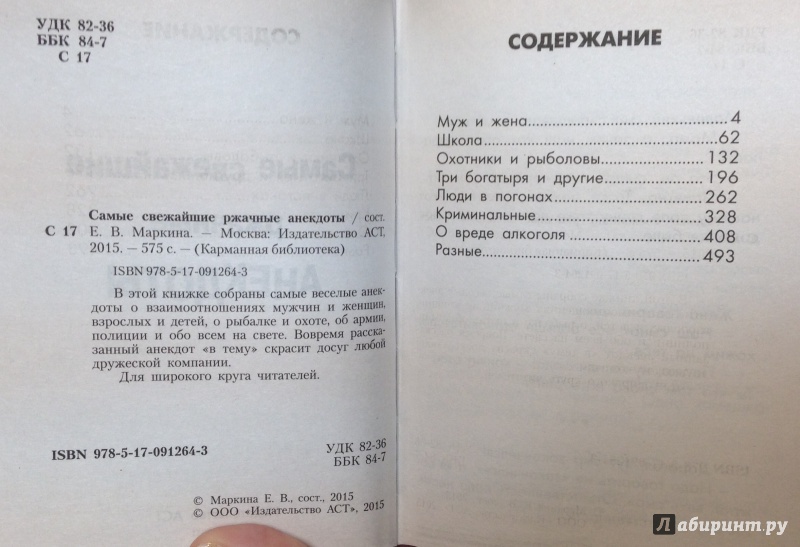 УДК 82-36
ББК 84-7
С 17
Самые свежайшие ржачные анекдоты / сост.
С 17 Е. В. Маркина. — Москва: Издательство АСТ,
2015. — 575 с. — (Карманная библиотека)
ISBN 978-5-17-091264-3
В этой книжке собраны самые веселые анек-
доты о взаимоотношениях мужчин и женщин,
взрослых и детей, о рыбалке и охоте, об армии,
полиции и обо всем на свете. Вовремя расска-
занный анекдот «в тему» скрасит досуг любой
дружеской компании.
Для широкого круга читателей.
ISBN 978-5-17-091264-3
УДК 82-36
ББК 84-7
© Маркина Е. В., сост., 2015
© ООО «Издательство АСТ», 2015
СОДЕРЖАНИЕ
Муж и жена..........................4
Школа..........................62
Охотники и рыболовы..........................132
Три богатыря и другие..........................196
Люди в погонах..........................262
Криминальные..........................328
О вреде алкоголя..........................408
Разные..........................493
Лабиринт.ру